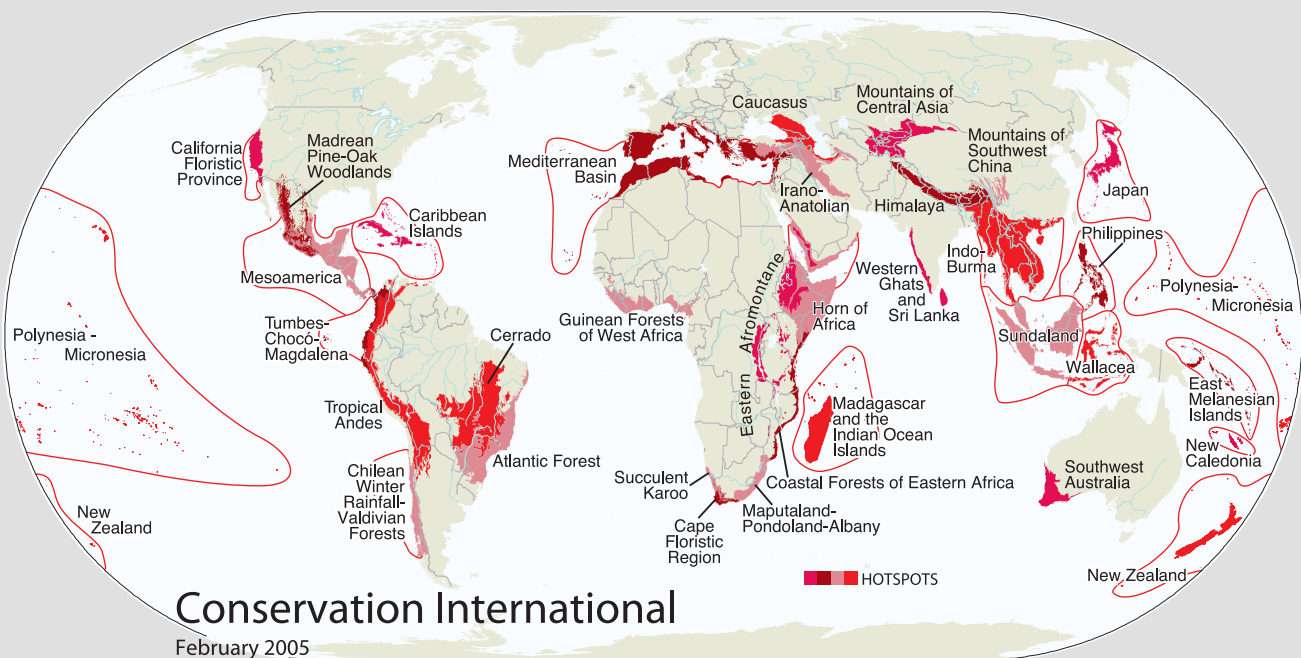 California
Floristic
Province
Madrean
Pine-Oak
Woodlands
Caribbean
Islands
Mesoamerica
Tumbes-
Chocó-
Magdalena
Polynesia -
Micronesia
Cerrado
Tropical
Andes
Atlantic Forest
Chilean
Winter
Rainfall-
Valdivian
Forests
New
Zealand
Mediterranean
Basin
Caucasus
Irano-
Anatolian
Mountains of
Central Asia
Mountains of
Southwest
China
Himalaya
Japan
Philippines
Indo-
Burma
Western
Ghats
and
Sri Lanka
Guinean Forests
of West Africa
Eastern Afromontane
Horn of
Africa
Sundaland
Wallacea
Polynesia-
Micronesia
East
Melanesian
Islands
New
Caledonia
Madagascar
and the
Indian Ocean
Islands
Succulent
Karoo
Coastal Forests of Eastern Africa
Cape
Floristic
Region
Maputaland-
Pondoland-Albany
Southwest
Australia
New Zealand
HOTSPOTS
Conservation International
February 2005